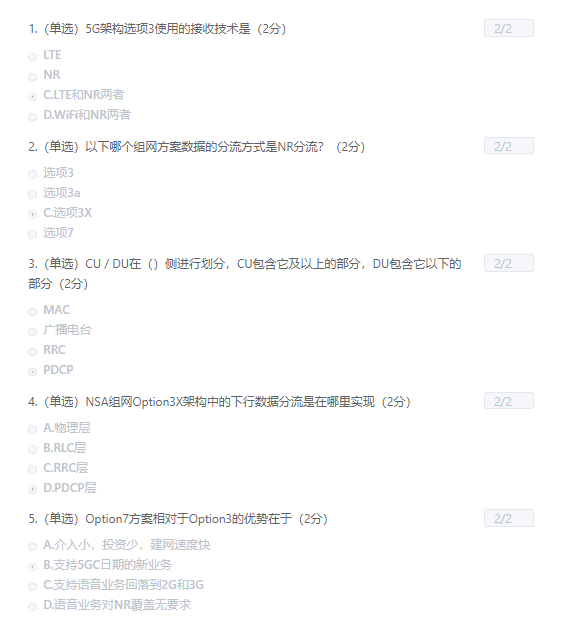 1.（单选）5G架构选项3使用的接收技术是（2分） 2/2
LTE
NR
C.LTE和NR两者
D.WiFi和NR两者
2.（单选）以下哪个组网方案数据的分流方式是NR分流？（2分） 2/2
选项3
选项3a
C.选项3X
选项7
3.（单选）CU / DU在（）侧进行划分，CU包含它及以上的部分，DU包含它以下的 2/2
部分（2分）
MAC
广播电台
RRC
PDCP
4.（单选）NSA组网Option3X架构中的下行数据分流是在哪里实现（2分） 2/2
A.物理层
B.RLC层
C.RRC层
D.PDCP层
5.（单选）Option7方案相对于Option3的优势在于（2分） 2/2
A.介入小，投资少，建网速度快
B.支持5GC日期的新业务
C.支持语音业务回落到2G和3G
D.语音业务对NR覆盖无要求